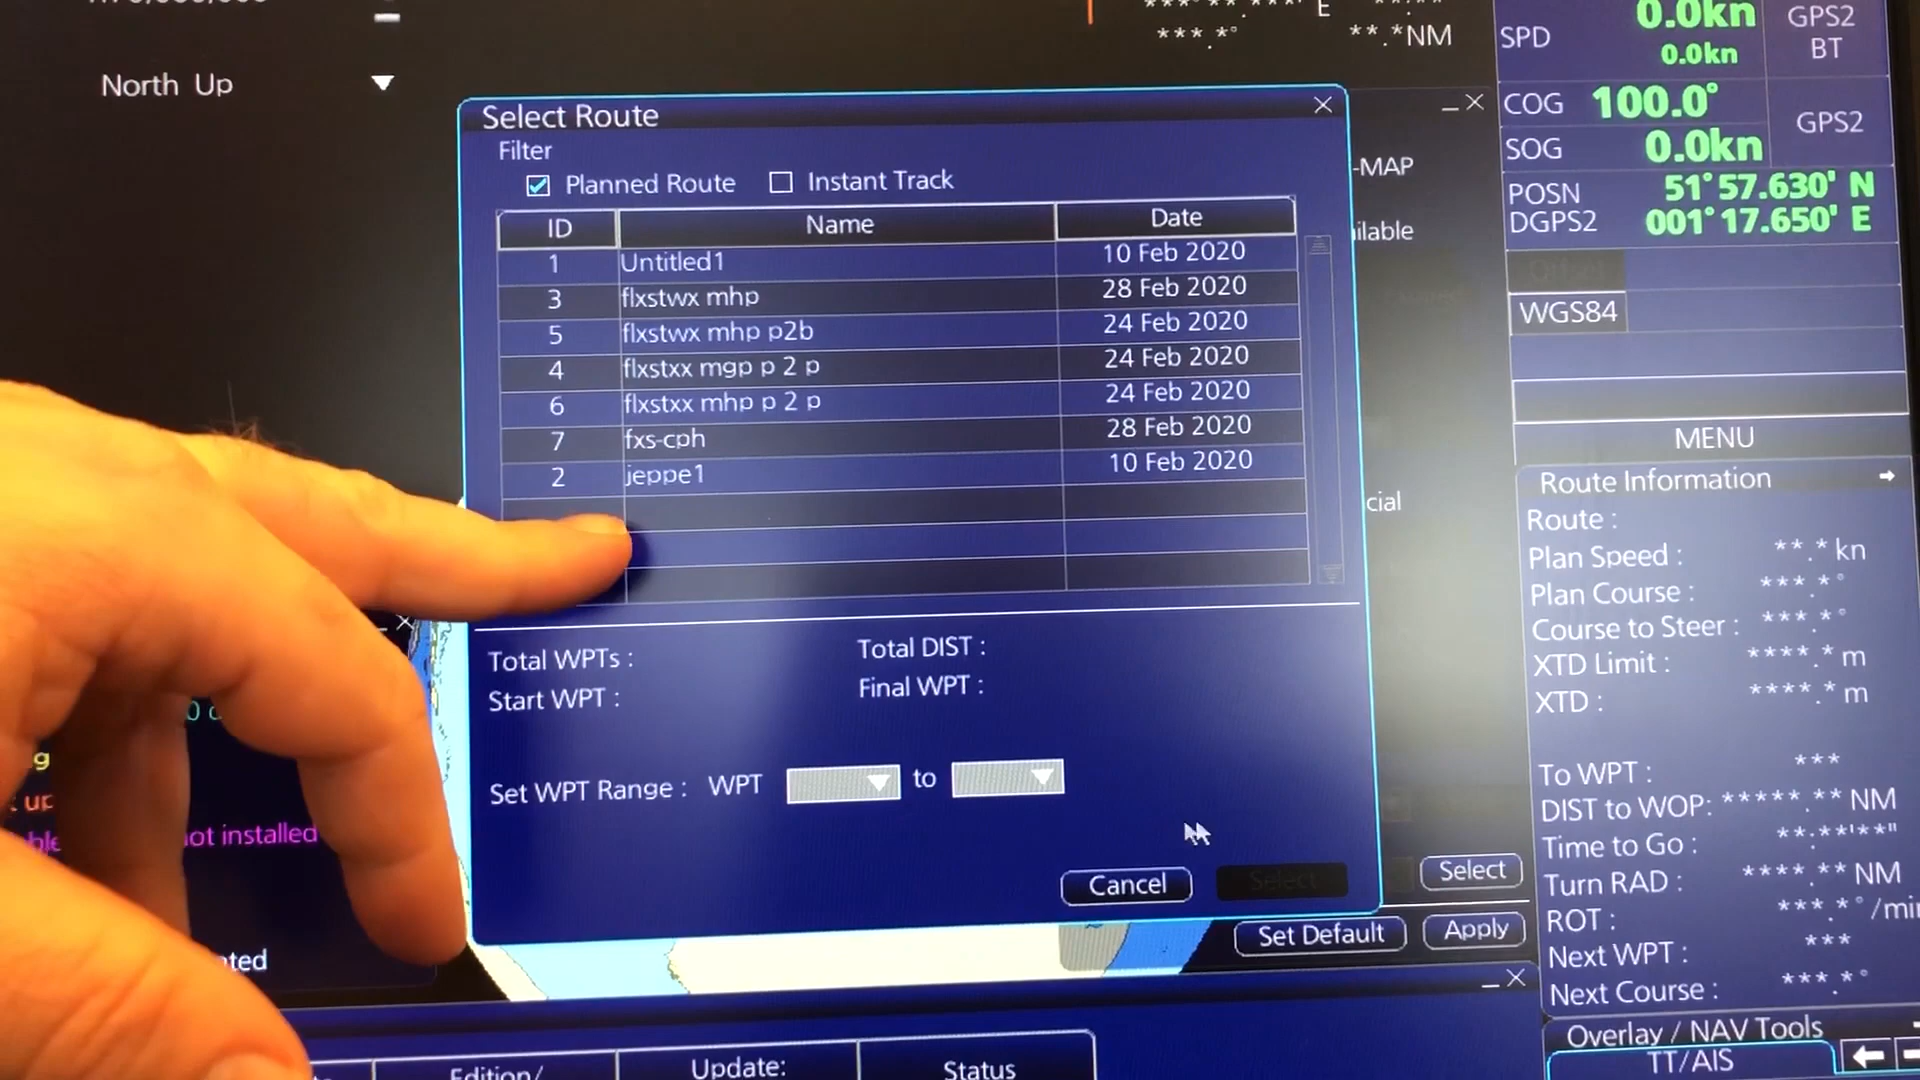 North Up
***.*°
**.*NM
SPD
0.0kn
0.0kn
GPS2
BT
COG
100.0°
SOG
0.0kn
GPS2
POSN
51°57.630' N
DGPS2
001°17.650' E
Offset
WGS84
MENU
Select Route
Filter
Planned Route
Instant Track
ID Name Date
1 Untitled1 10 Feb 2020
3 flxstwx mhp 28 Feb 2020
5 flxstwx mhp p2b 24 Feb 2020
4 flxstxx mgp p 2 p 24 Feb 2020
6 flxstxx mhp p 2 p 24 Feb 2020
7 fxs-cph 28 Feb 2020
2 jeppe1 10 Feb 2020
Total WPTs :
Total DIST :
Start WPT :
Final WPT :
Set WPT Range : WPT to
Cancel
Select
-MAP
Select
Set Default
Apply
not installed
Route Information
Route :
Plan Speed : **.* kn
Plan Course : ***.*°
Course to Steer : ***.*°
XTD Limit : ****.* m
XTD : ****.* m
To WPT : ***
DIST to WOP: *****.** NM
Time to Go : **:**'**"
Turn RAD : ****.** NM
ROT : ***.*° /min
Next WPT : ***
Next Course : ***.*°
Overlay / NAV Tools
TT/AIS
Edition/
Update:
Status